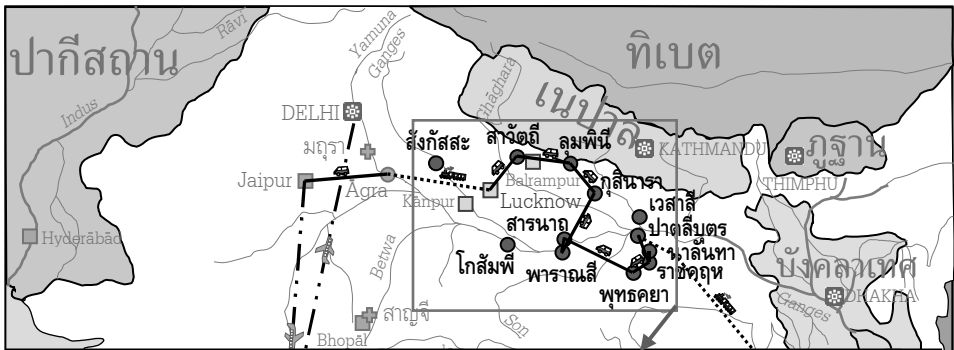 Rāvi
ปากีสถาน
Indus
Hyderābād
Yamuna
Ganges
DELHI
มถุรา
Jaipur
Agra
Betwa
สาญจี
Bhopāl
ทิเบต
Ghāghara
เนปาล
KATHMANDU
ภูฐาน
THIMPHU
สังกัสสะ
สาวัตถี
ลุมพินี
Balrampur
กุสินารา
Lucknow
Kānpur
เวสาลี
สารนาถ
ปาตลีบุตร
โกสัมพี
พาราณสี
นาลันทา
ราชคฤห
พุทธคยา
Son
บังคลาเทศ
DHAKHA
Ganges